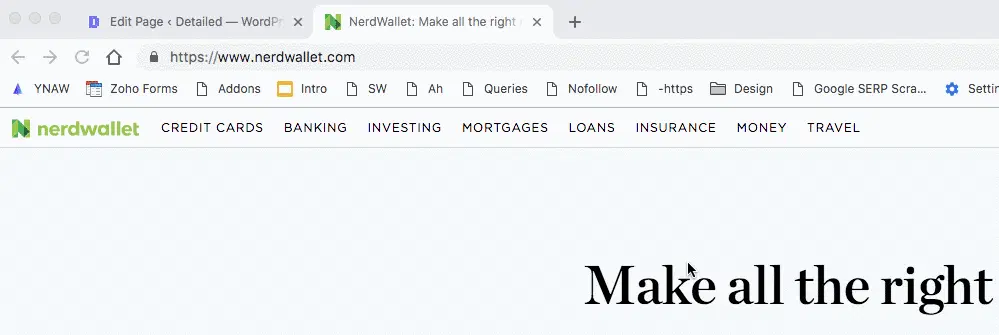 Edit Page ‹ Detailed — WordPr
NerdWallet: Make all the right
https://www.nerdwallet.com
YNAW Zoho Forms Addons Intro SW Ah Queries Nofollow -https Design Google SERP Scra... Settin
nerdwallet CREDIT CARDS BANKING INVESTING MORTGAGES LOANS INSURANCE MONEY TRAVEL
Make all the right